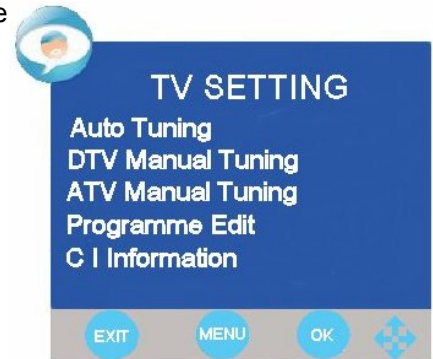 e
TV SETTING
Auto Tuning
DTV Manual Tuning
ATV Manual Tuning
Programme Edit
C I Information
EXIT MENU OK